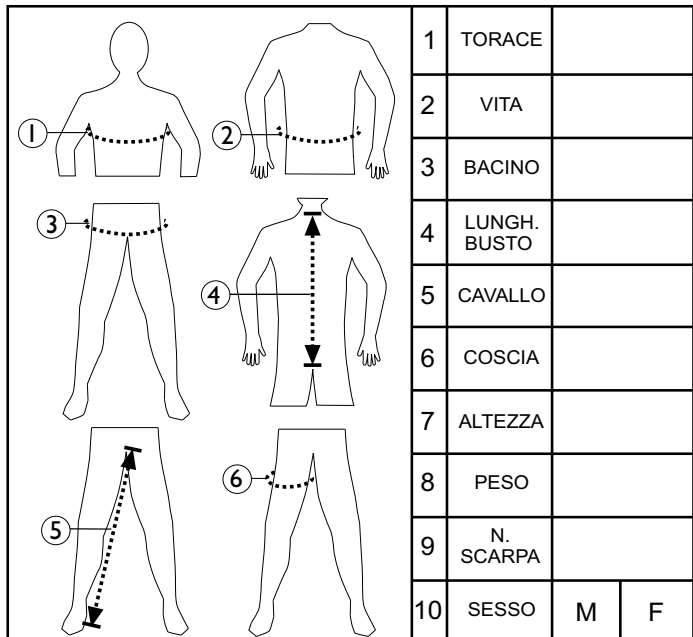 1
2
3
4
5
6
1 TORACE
2 VITA
3 BACINO
4 LUNGH.
BUSTO
5 CAVALLO
6 COSCIA
7 ALTEZZA
8 PESO
9 N.
SCARPA
10 SESSO M F